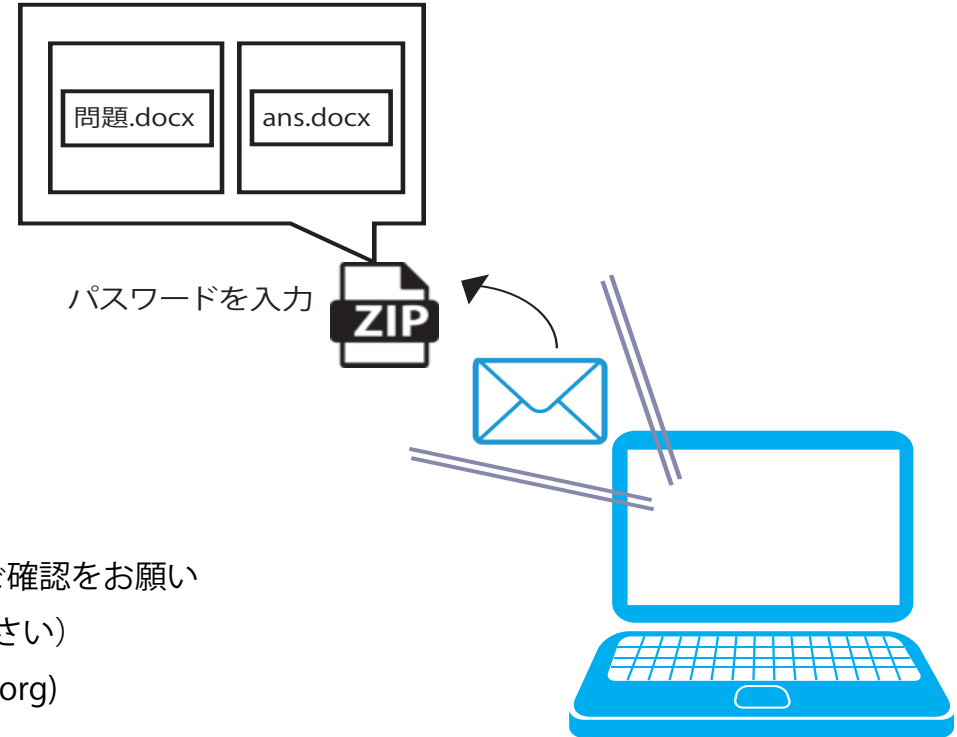 問題.docx
ans.docx
パスワードを入力
ZIP
確認をお願い
さい）
org)